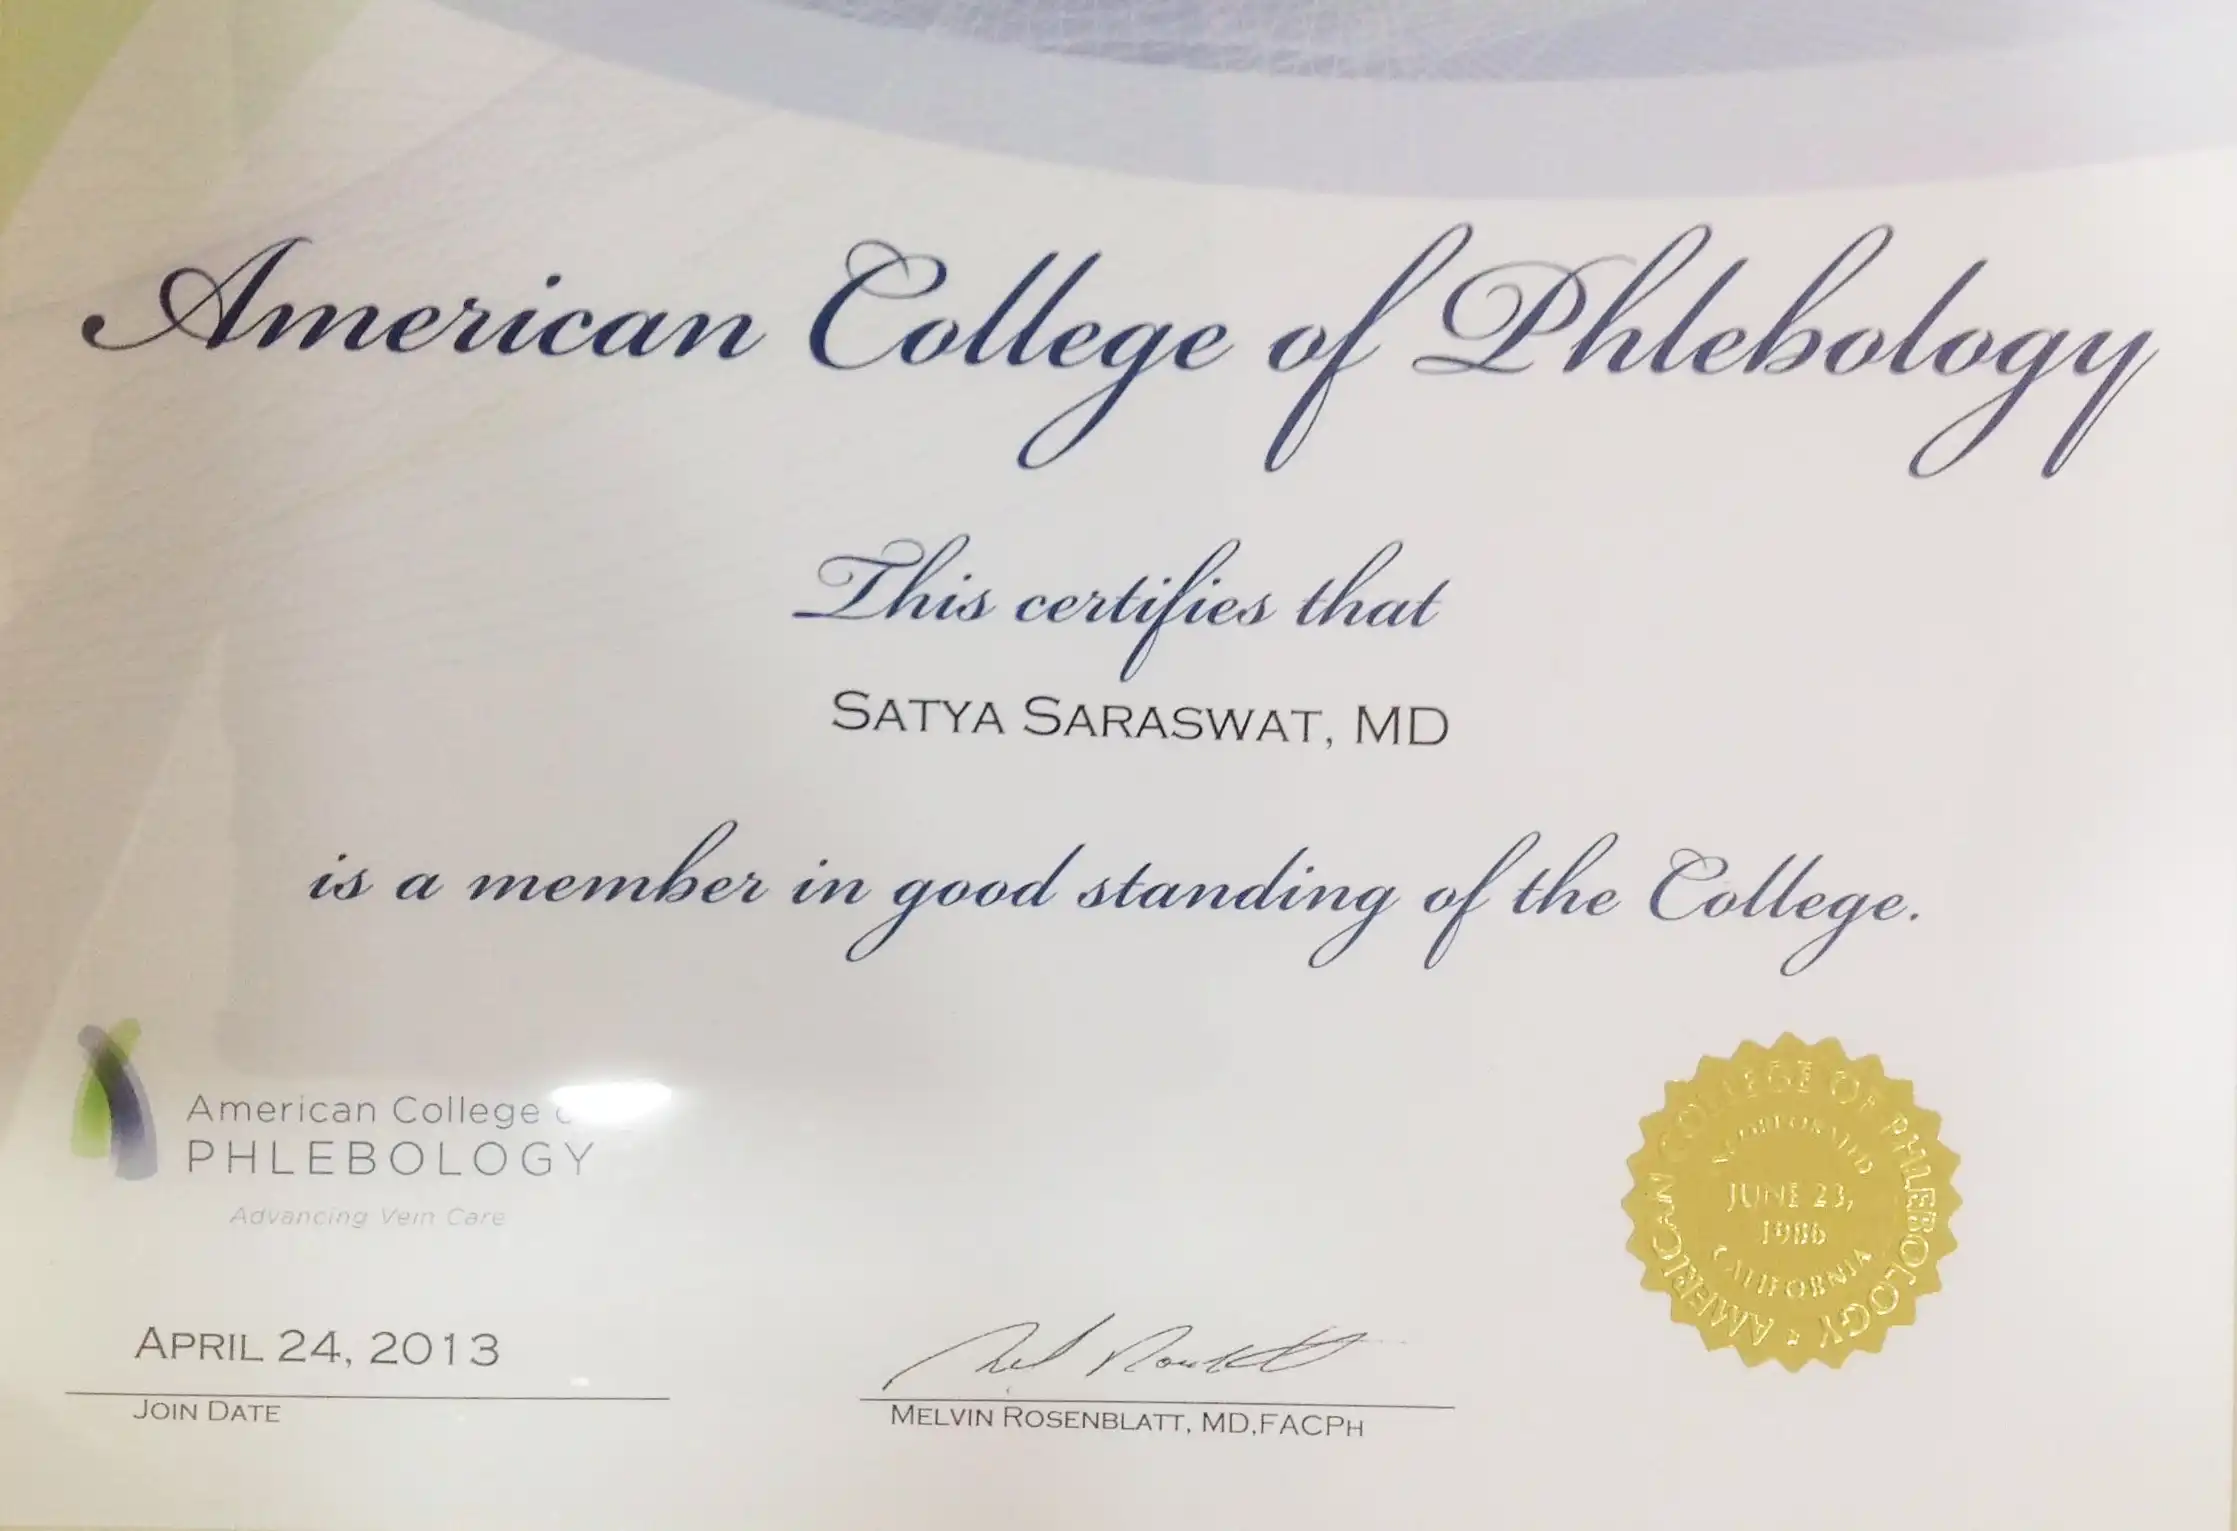 American College of Phlebology
This certifies that
SATYA SARASWAT, MD
is a member in good standing of the College.
American College
PHLEBOLOGY
Advancing Vein Care
AMERICAN COLLEGE OF PHLEBOLOGY
INCORPORATED
JUNE 23,
1986
CALIFORNIA
APRIL 24, 2013
JOIN DATE
MELVIN ROSENBLATT, MD,FACPH